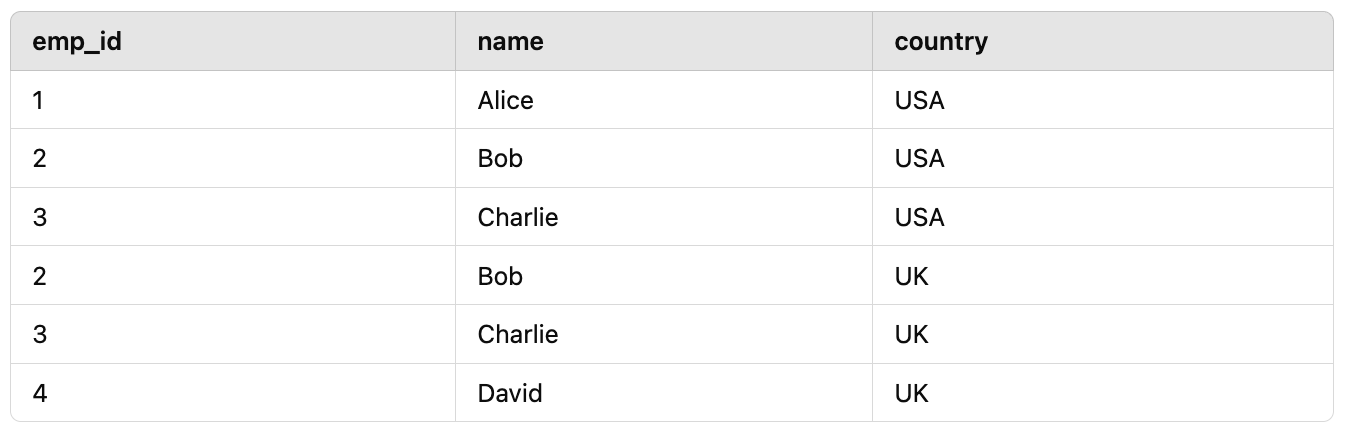 emp_id name country
1 Alice USA
2 Bob USA
3 Charlie USA
2 Bob UK
3 Charlie UK
4 David UK